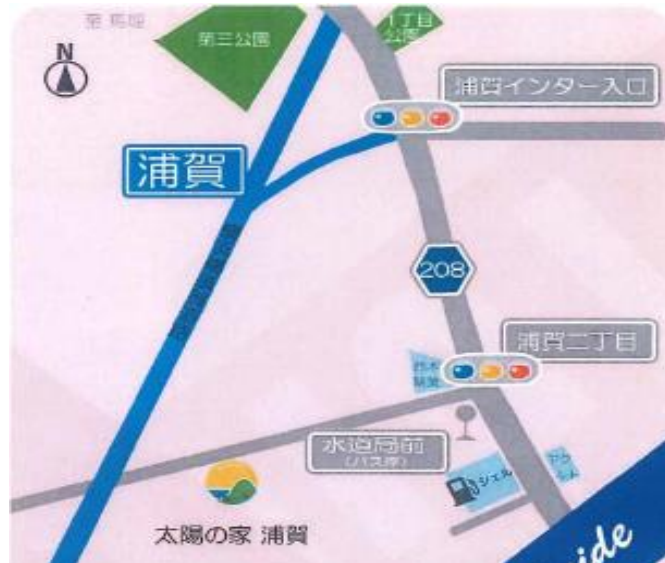 第三公園
1丁目
公園
N
浦賀インター入口
浦賀
208
浦賀二丁目
水道局前
(バス停)
シェル
太陽の家 浦賀
ide